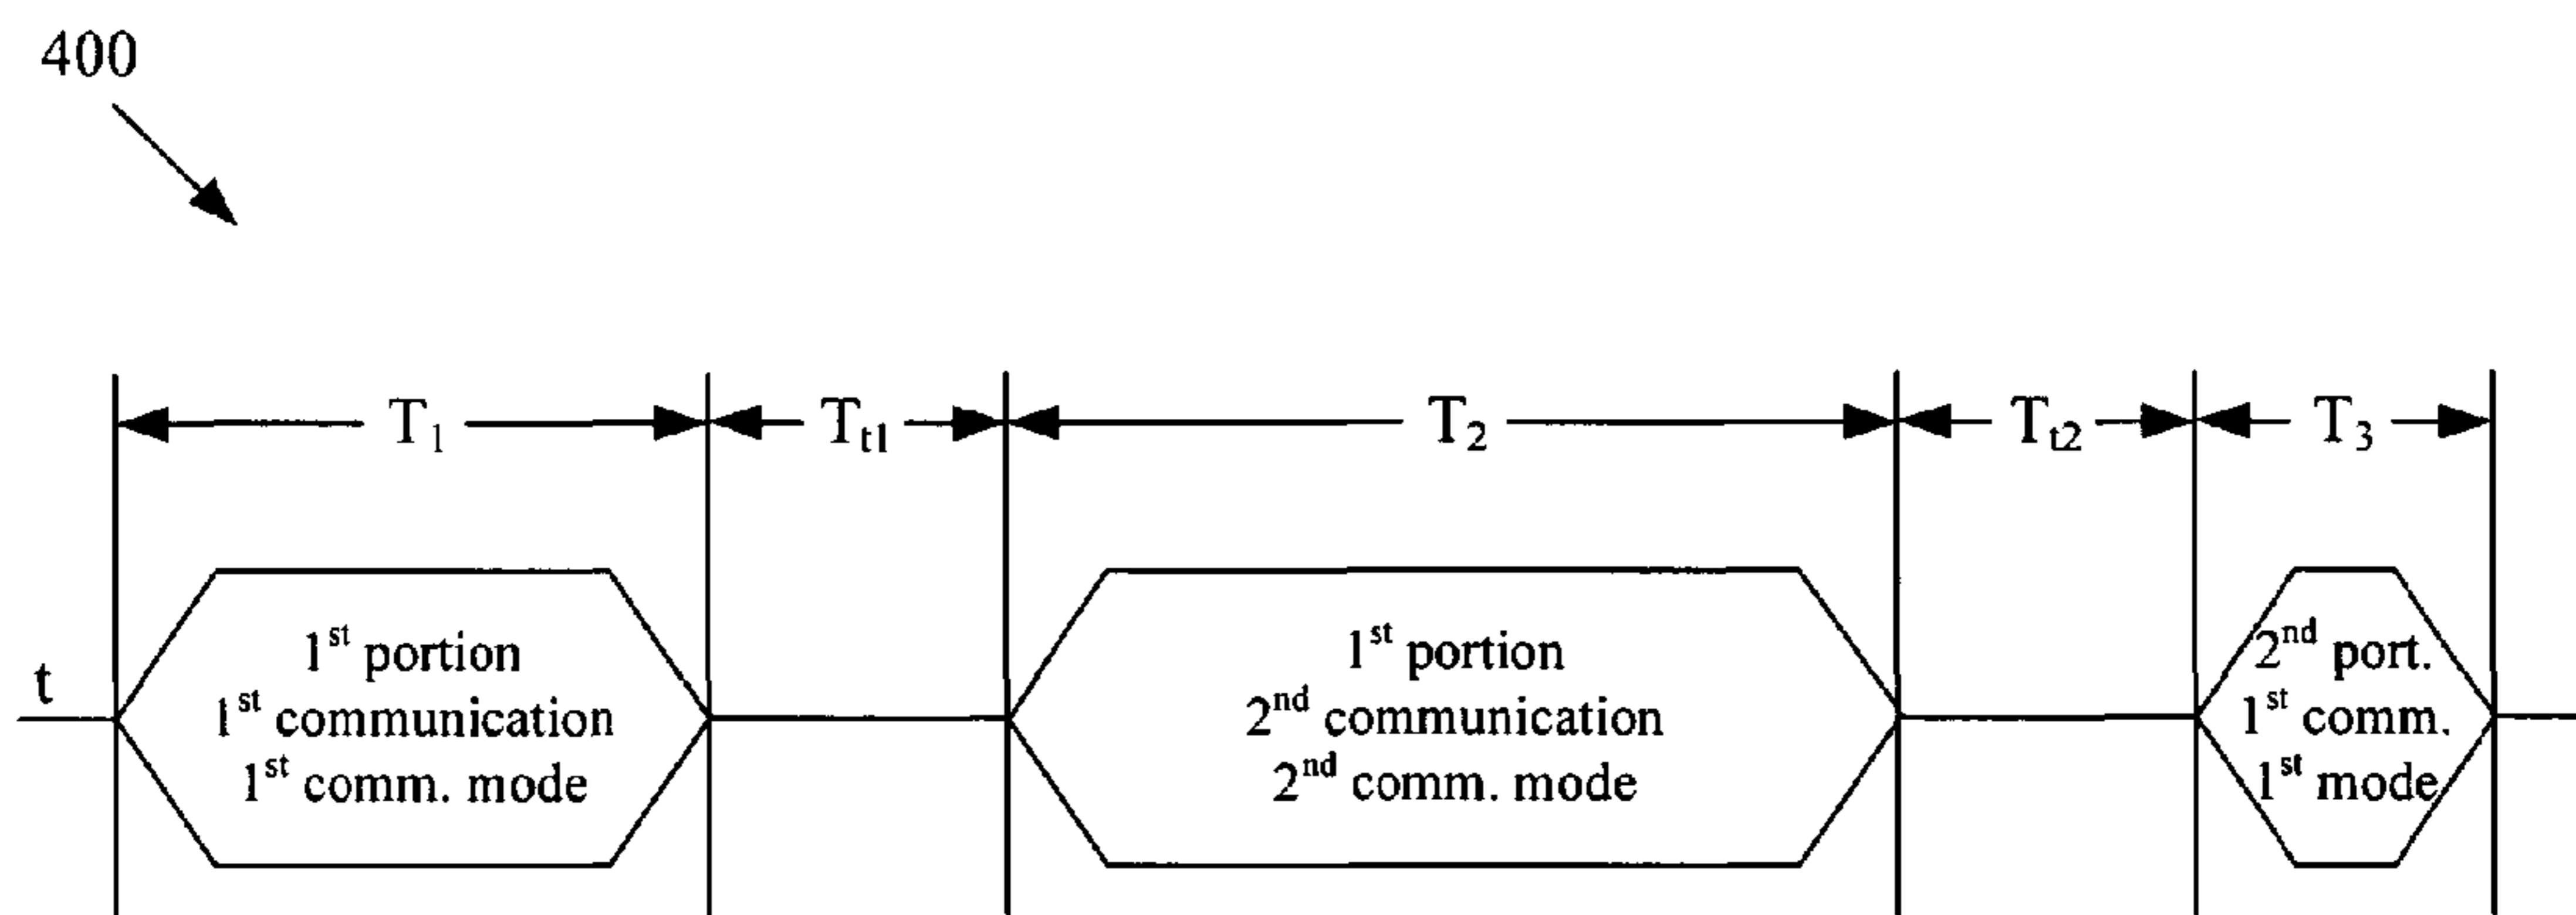 400
T₁ Tt1 T₂ Tt2 T₃
t
1st portion
1st communication
1st comm. mode
1st portion
2nd communication
2nd comm. mode
2nd port.
1st comm.
1st mode